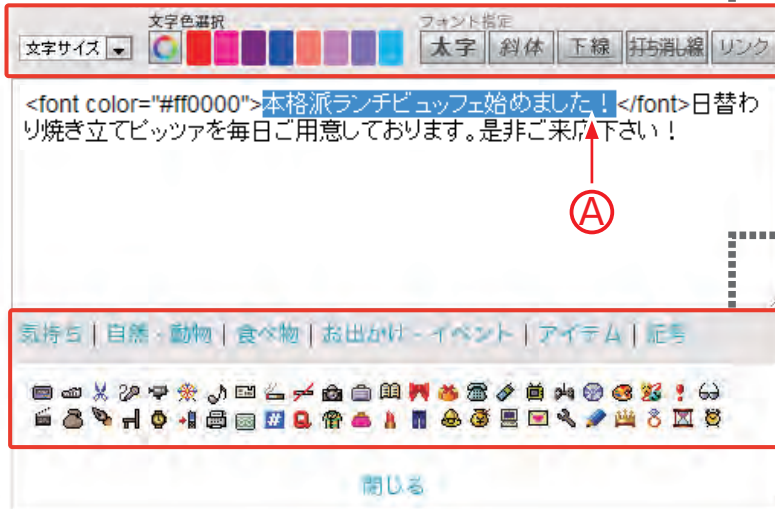 文字色選択 フォント指定
文字サイズ 太字 斜体 下線 打ち消し線 リンク
<font color="#ff0000">本格派ランチビュッフェ始めました！</font>日替わ
り焼き立てピッツァを毎日ご用意しております。是非ご来店下さい！
A
気持ち | 自然・動物 | 食べ物 | お出かけ・イベント | アイテム | 記号
閉じる